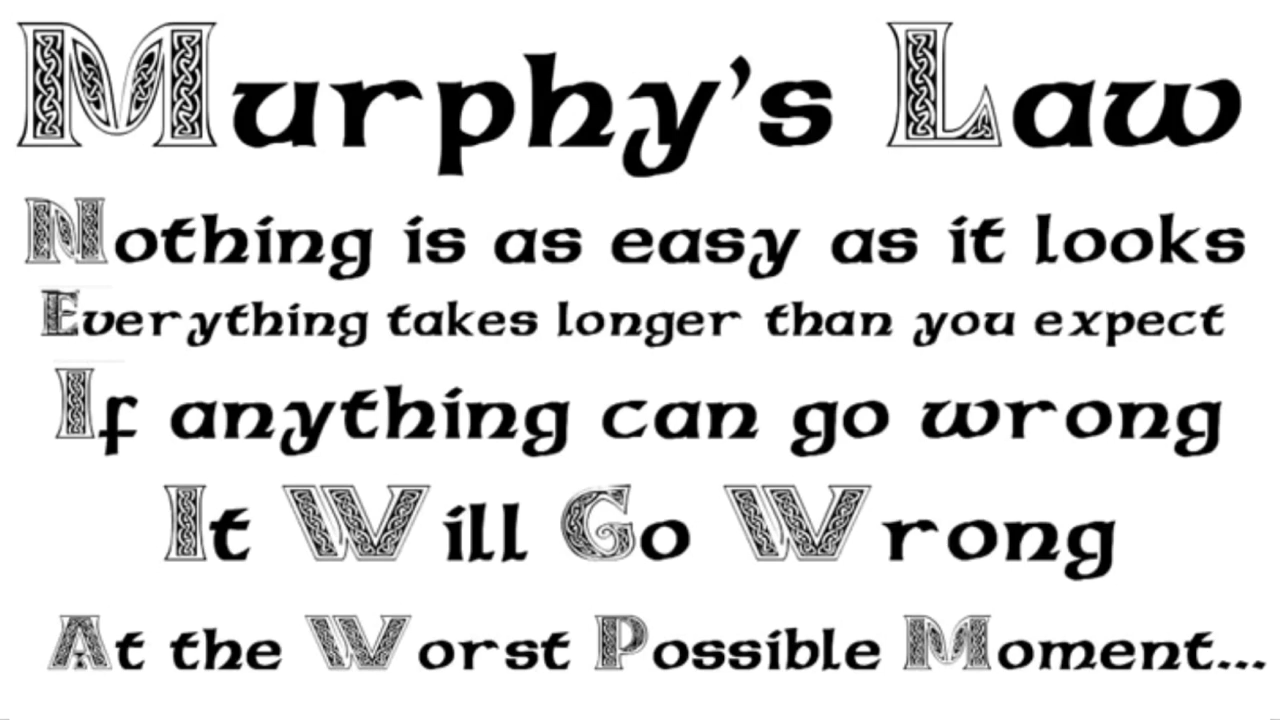 Murphy's Law
Nothing is as easy as it looks
Everything takes longer than you expect
If anything can go wrong
It Will Go Wrong
At the Worst Possible Moment...